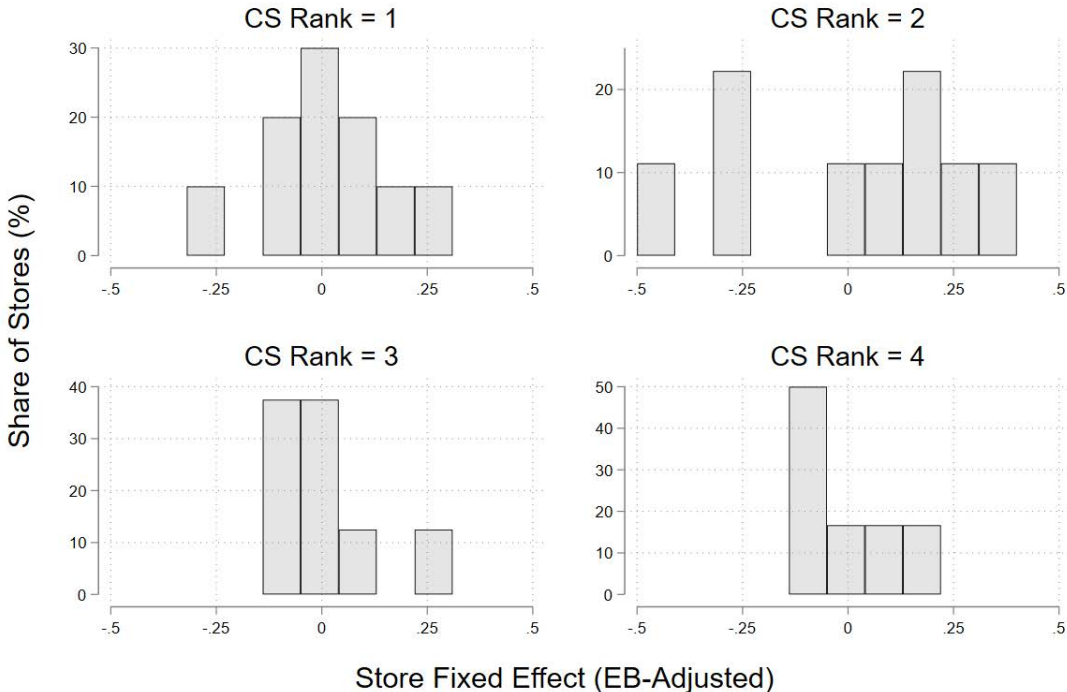 CS Rank = 1
CS Rank = 2
30
20
10
0
-.5 -.25 0 .25 .5
20
10
0
-.5 -.25 0 .25 .5
Share of Stores (%)
CS Rank = 3
CS Rank = 4
40
30
20
10
0
-.5 -.25 0 .25 .5
50
40
30
20
10
0
-.5 -.25 0 .25 .5
Store Fixed Effect (EB-Adjusted)